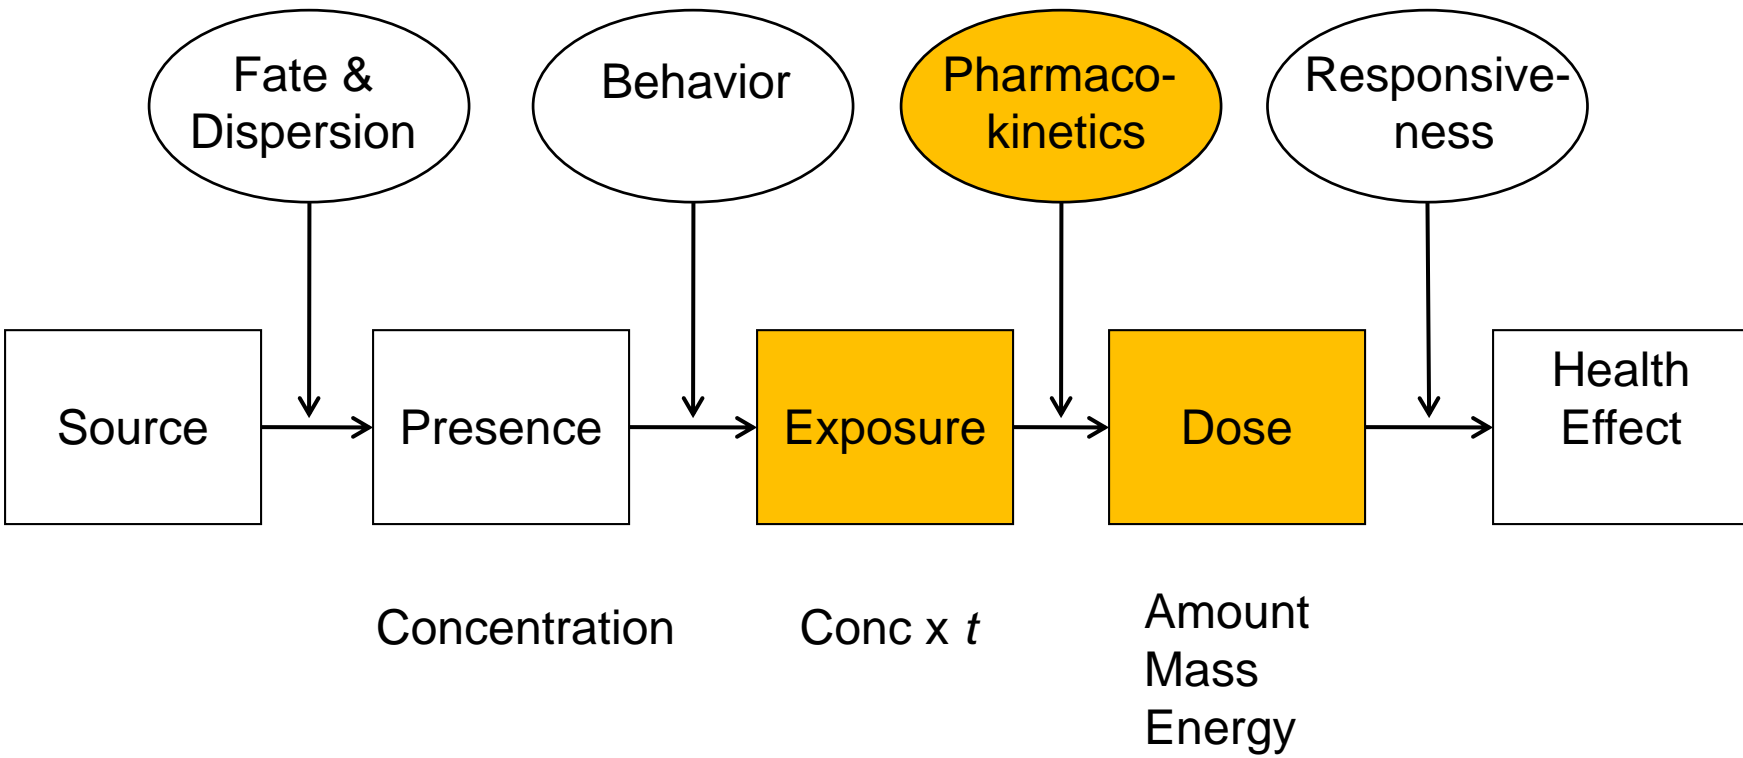 Fate &
Dispersion
Behavior
Pharmaco-
kinetics
Responsive-
ness
Source
Presence
Exposure
Dose
Health
Effect
Concentration
Conc x t
Amount
Mass
Energy